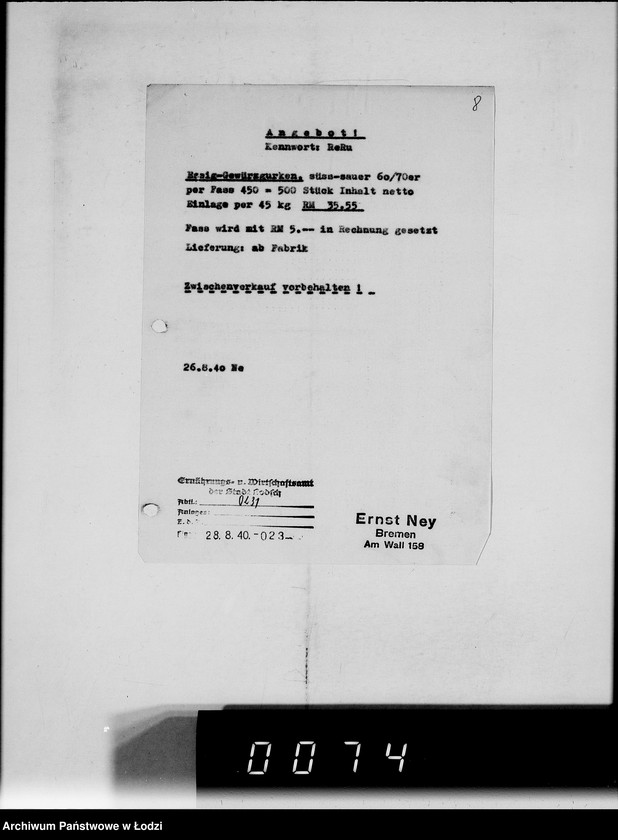 8
Angebot!
Kennwort: ReRu
Essig-Gewürzgurken, süss-sauer 60/70er
per Fass 450 - 500 Stück Inhalt netto
Einlage per 45 kg RM 35.55
Fass wird mit RM 5.-- in Rechnung gesetzt
Lieferung: ab Fabrik
Zwischenverkauf vorbehalten !
26.8.40 Ne
Ernährungs- u. Wirtschaftsamt
der Stadt Lodsch
Abtl.: 0231
Anlage:
28. 8. 40. - 023
Ernst Ney
Bremen
Am Wall 158
0074
Archiwum Państwowe w Łodzi